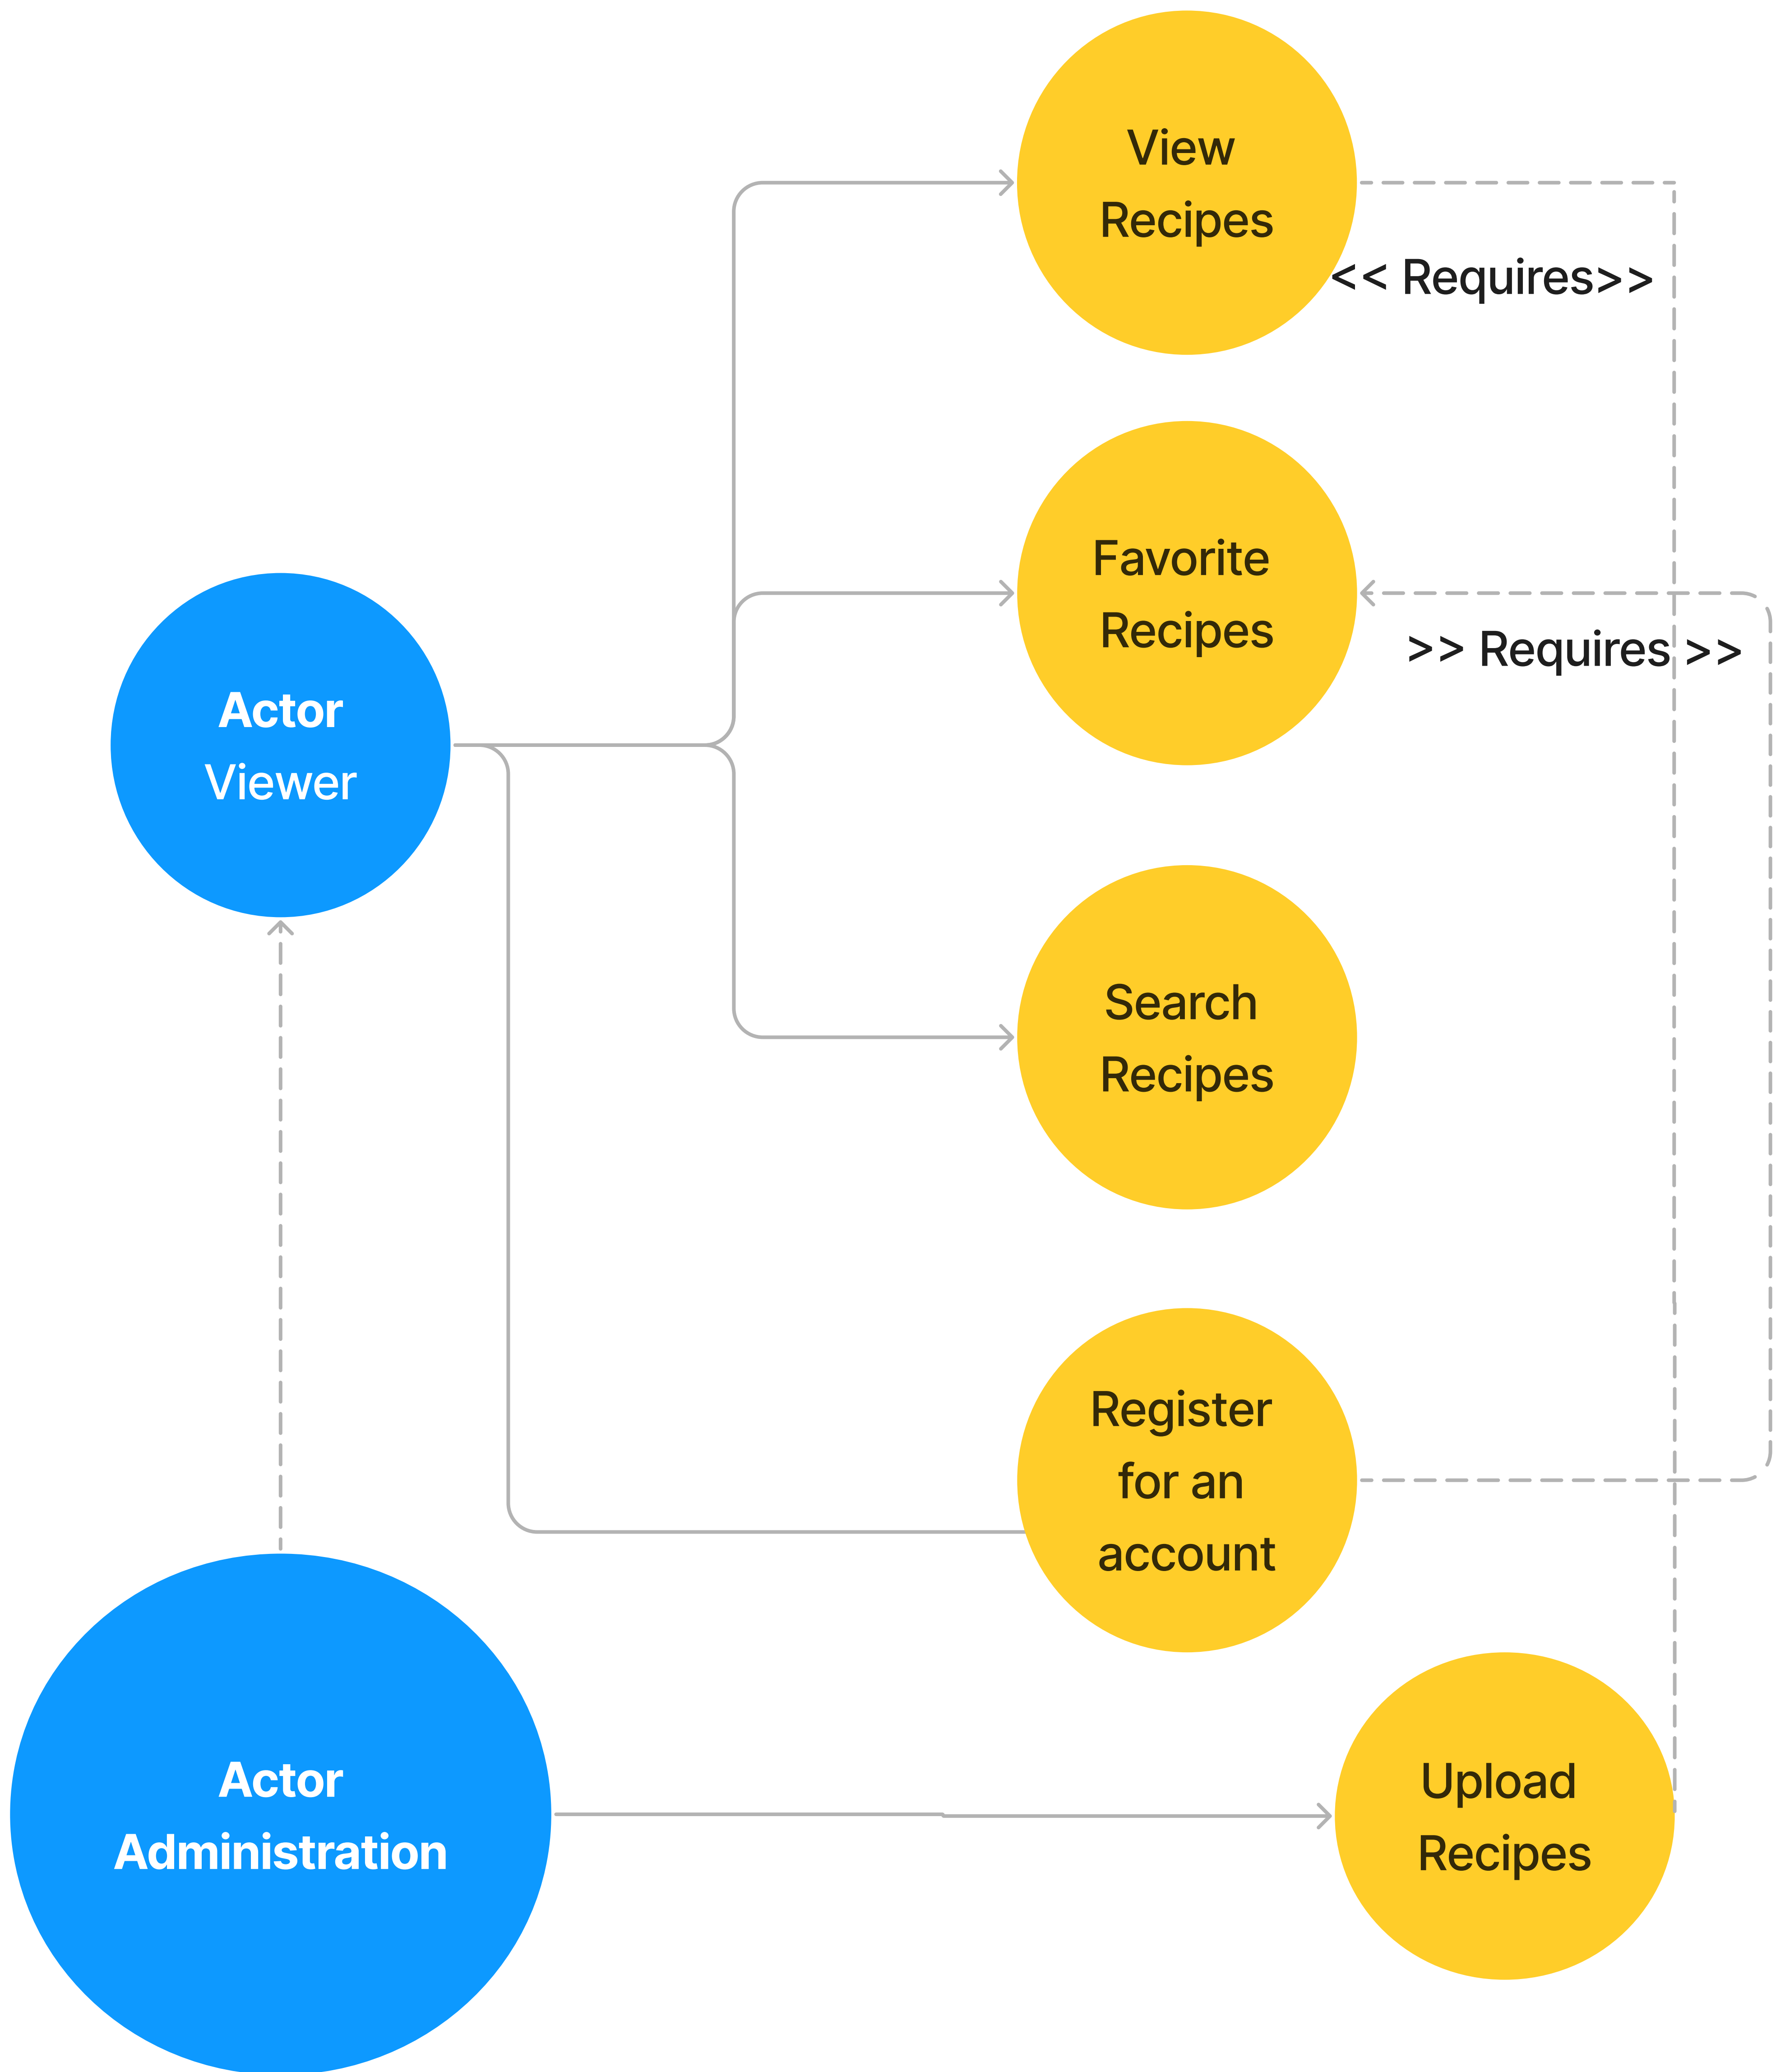 View
Recipes
<< Requires>>
Favorite
Recipes
>> Requires >>
Actor
Viewer
Search
Recipes
Register
for an
account
Actor
Administration
Upload
Recipes